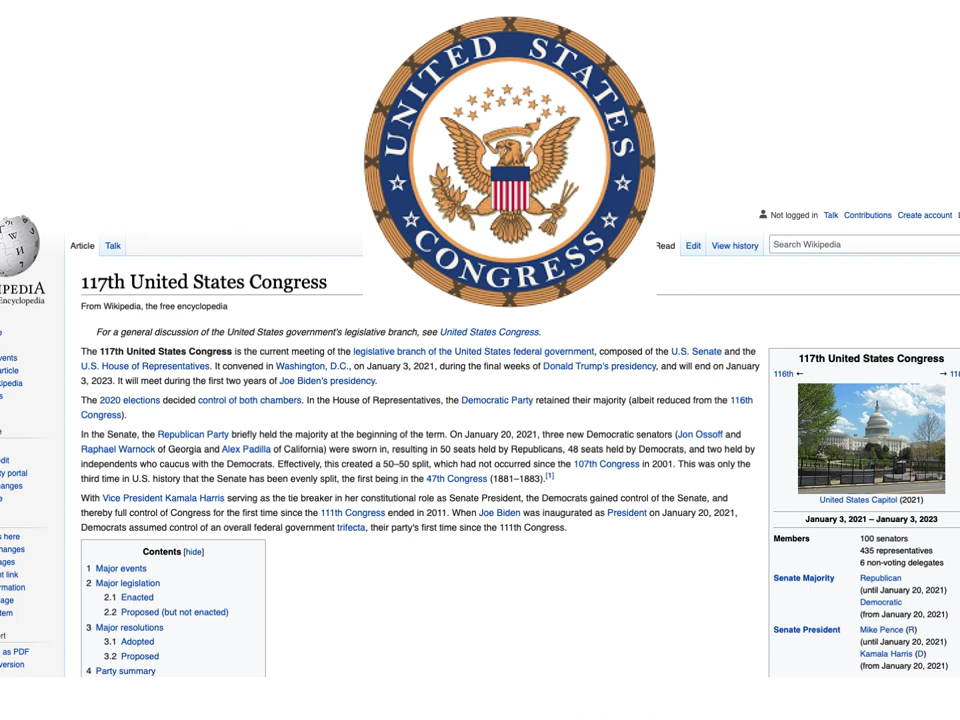 UNITED STATES
CONGRESS
Not logged in Talk Contributions Create account
Article Talk
Read Edit View history
Search Wikipedia
117th United States Congress
From Wikipedia, the free encyclopedia
For a general discussion of the United States government's legislative branch, see United States Congress.
The 117th United States Congress is the current meeting of the legislative branch of the United States federal government, composed of the U.S. Senate and the
U.S. House of Representatives. It convened in Washington, D.C., on January 3, 2021, during the final weeks of Donald Trump's presidency, and will end on January
3, 2023. It will meet during the first two years of Joe Biden's presidency.
The 2020 elections decided control of both chambers. In the House of Representatives, the Democratic Party retained their majority (albeit reduced from the 116th
Congress).
In the Senate, the Republican Party briefly held the majority at the beginning of the term. On January 20, 2021, three new Democratic senators (Jon Ossoff and
Raphael Warnock of Georgia and Alex Padilla of California) were sworn in, resulting in 50 seats held by Republicans, 48 seats held by Democrats, and two held by
independents who caucus with the Democrats. Effectively, this created a 50–50 split, which had not occurred since the 107th Congress in 2001. This was only the
third time in U.S. history that the Senate has been evenly split, the first being in the 47th Congress (1881–1883).[1]
With Vice President Kamala Harris serving as the tie breaker in her constitutional role as Senate President, the Democrats gained control of the Senate, and
thereby full control of Congress for the first time since the 111th Congress ended in 2011. When Joe Biden was inaugurated as President on January 20, 2021,
Democrats assumed control of an overall federal government trifecta, their party's first time since the 111th Congress.
Contents [hide]
1 Major events
2 Major legislation
2.1 Enacted
2.2 Proposed (but not enacted)
3 Major resolutions
3.1 Adopted
3.2 Proposed
4 Party summary
117th United States Congress
116th ← → 118
United States Capitol (2021)
January 3, 2021 – January 3, 2023
Members 100 senators
435 representatives
6 non-voting delegates
Senate Majority Republican
(until January 20, 2021)
Democratic
(from January 20, 2021)
Senate President Mike Pence (R)
(until January 20, 2021)
Kamala Harris (D)
(from January 20, 2021)
IPEDIA
Encyclopedia
vents
article
kipedia
edit
ty portal
hanges
s here
hanges
ages
nt link
rmation
age
tem
rt
as PDF
version